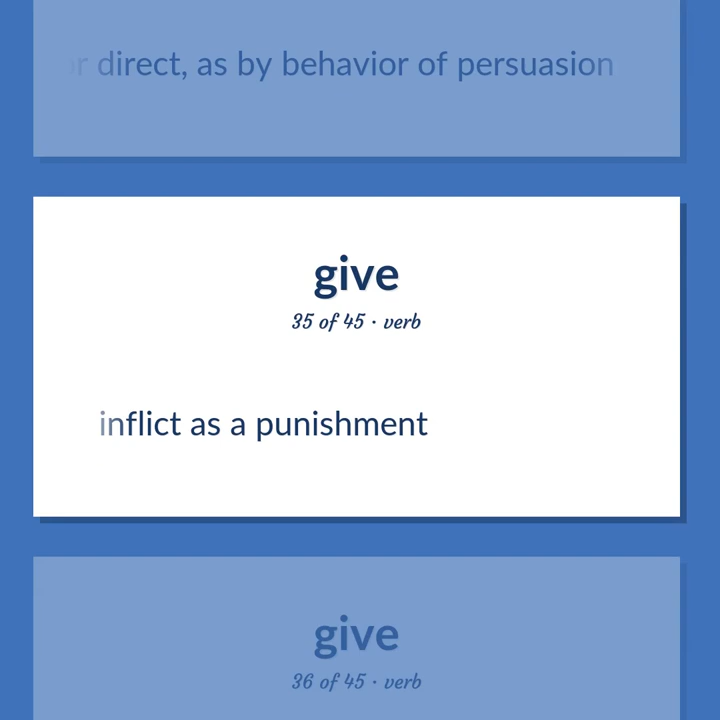 direct, as by behavior of persuasion
give
35 of 45 · verb
inflict as a punishment
give
36 of 45 · verb